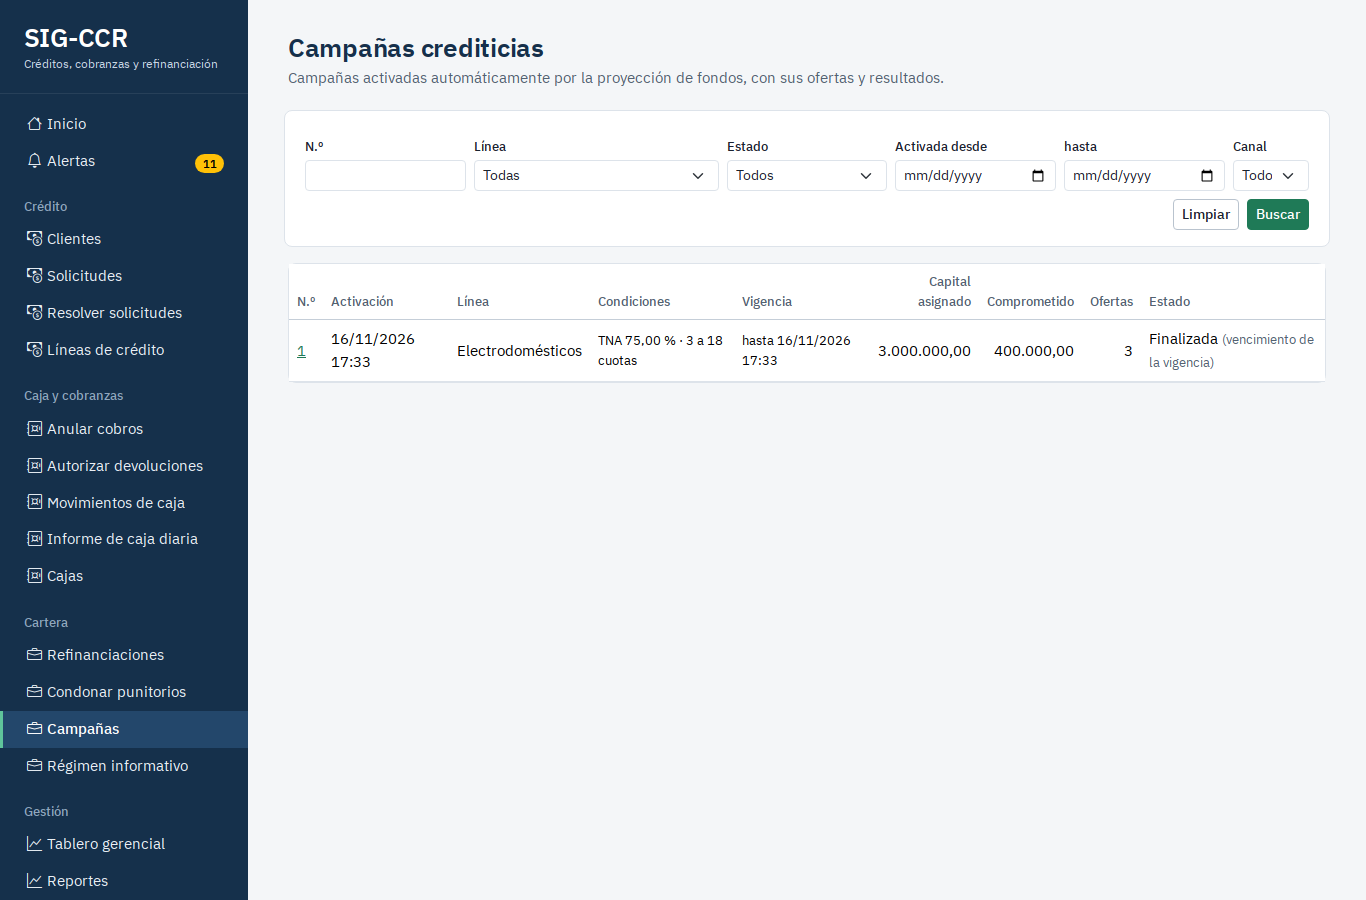 SIG-CCR
Créditos, cobranzas y refinanciación
Inicio
Alertas 11
Crédito
Clientes
Solicitudes
Resolver solicitudes
Líneas de crédito
Caja y cobranzas
Anular cobros
Autorizar devoluciones
Movimientos de caja
Informe de caja diaria
Cajas
Cartera
Refinanciaciones
Condonar punitorios
Campañas
Régimen informativo
Gestión
Tablero gerencial
Reportes
Campañas crediticias
Campañas activadas automáticamente por la proyección de fondos, con sus ofertas y resultados.
N.º Línea Estado Activada desde hasta Canal
Todas Todos mm/dd/yyyy mm/dd/yyyy Todo
Limpiar Buscar
Capital
N.º Activación Línea Condiciones Vigencia asignado Comprometido Ofertas Estado
16/11/2026 TNA 75,00 % · 3 a 18 hasta 16/11/2026 Finalizada (vencimiento de
1 Electrodomésticos 3.000.000,00 400.000,00 3
17:33 cuotas 17:33 la vigencia)